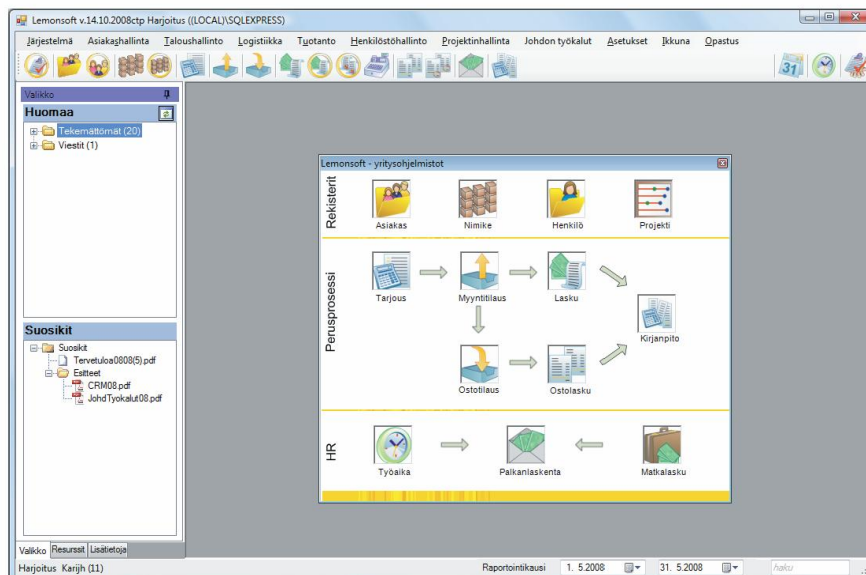 Lemonsoft v.14.10.2008ctp Harjoitus ((LOCAL)\SQLEXPRESS)
Järjestelmä Asiakashallinto Taloushallinto Logistiikka Tuotanto Henkilöstöhallinto Projektinhallinta Johdon työkalut Asetukset Ikkuna Opastus
31
Valikko
Huomaa
Tekemättömät (20)
Viestit (1)
Lemonsoft - yritysohjelmistot
Rekisterit
Asiakas Nimike Henkilö Projekti
Perusprosessi
Tarjous Myyntitilaus Lasku
Kirjanpito
Ostotilaus Ostolasku
HR
Työaika Palkanlaskenta Matkalasku
Suosikit
Suosikit
Tervetuloa0808(5).pdf
Esitteet
CRM08.pdf
JohdTyokalut08.pdf
Valikko Resurssit Lisätietoja
Harjoitus Karijh (11) Raportointikausi 1. 5.2008 31. 5.2008 haku